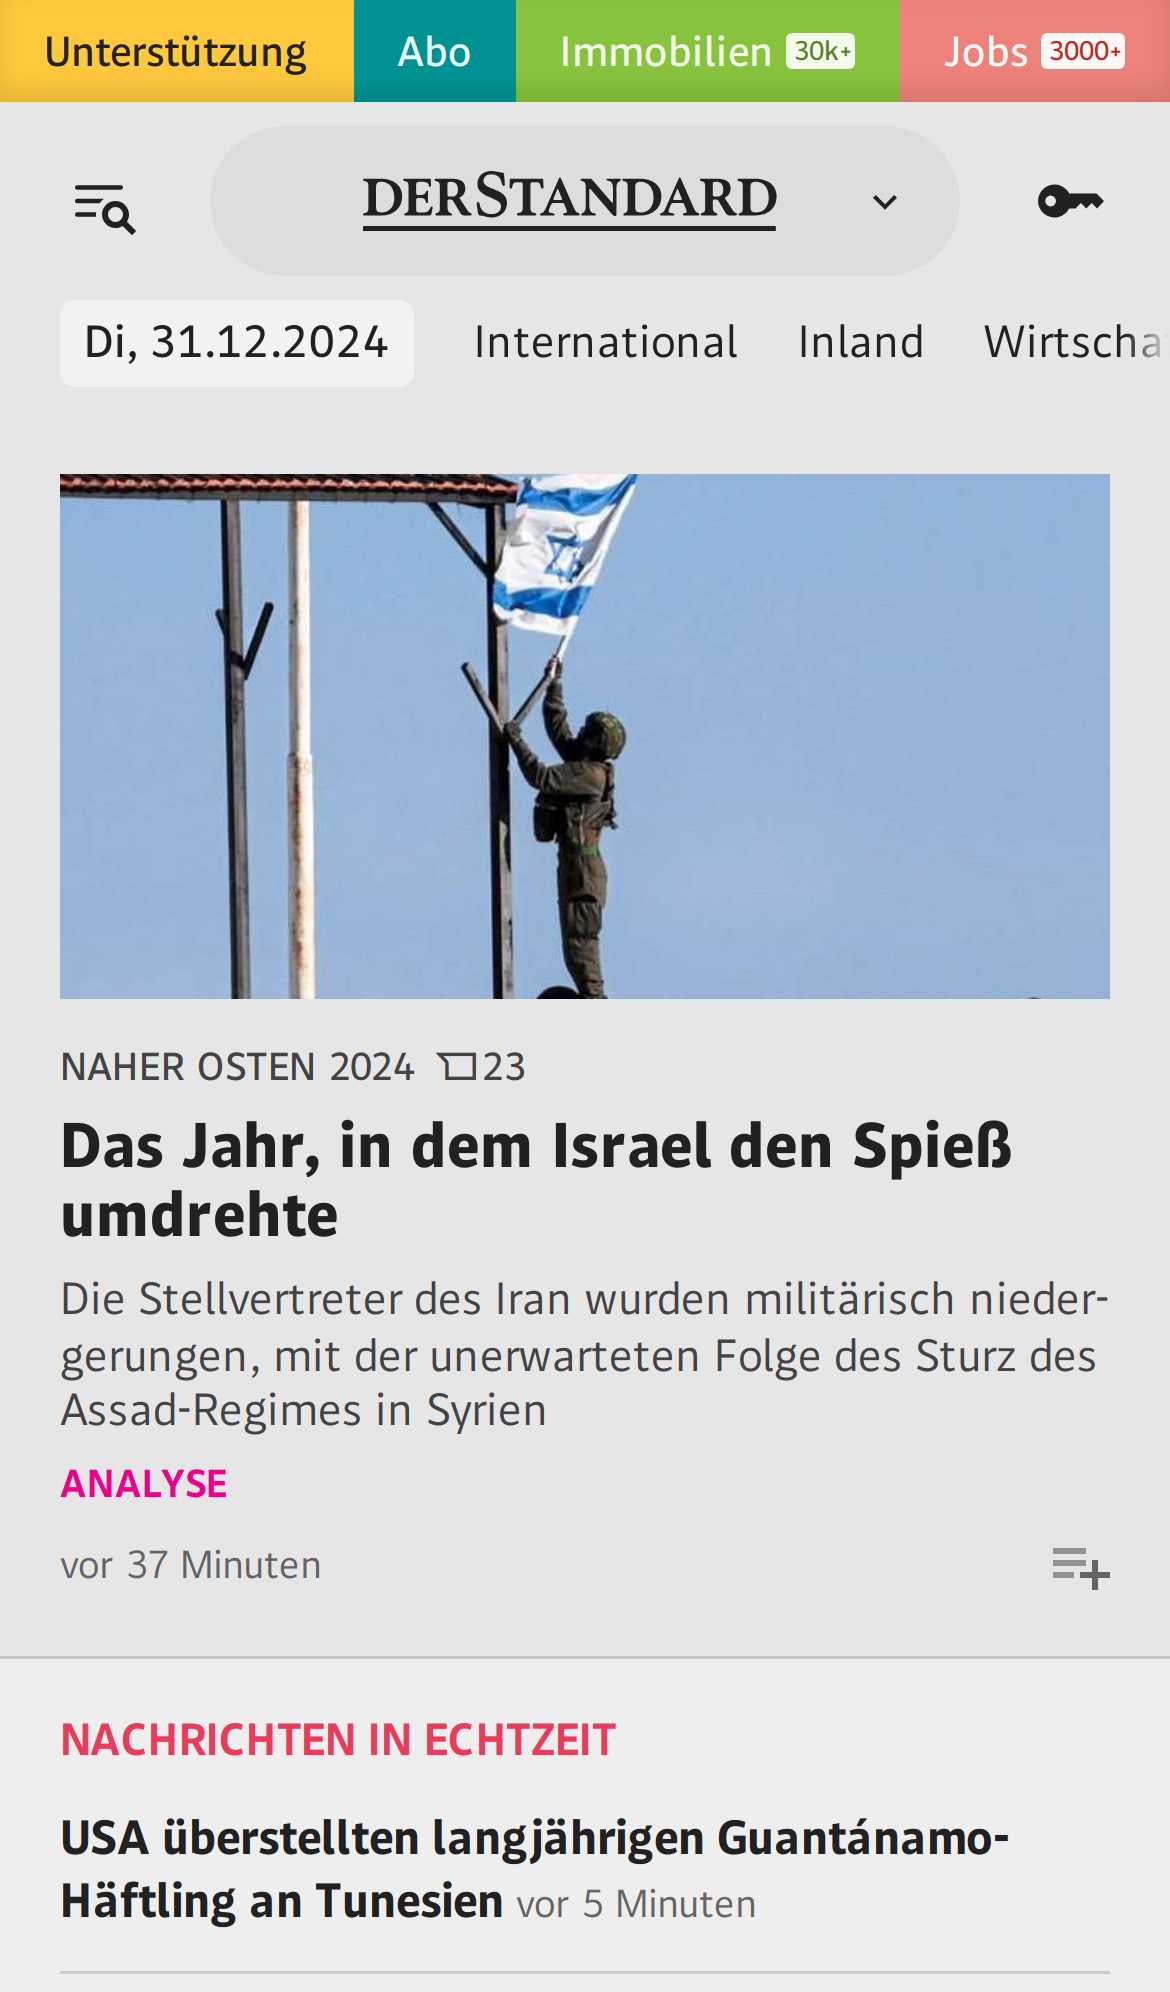 Unterstützung
Abo
Immobilien 30k+
Jobs 3000+
DERSTANDARD
Di, 31.12.2024
International
Inland
NAHER OSTEN 2024 23
Das Jahr, in dem Israel den Spieß
umdrehte
Die Stellvertreter des Iran wurden militärisch nieder-
gerungen, mit der unerwarteten Folge des Sturz des
Assad-Regimes in Syrien
ANALYSE
vor 37 Minuten
NACHRICHTEN IN ECHTZEIT
USA überstellten langjährigen Guantánamo-
Häftling an Tunesien vor 5 Minuten